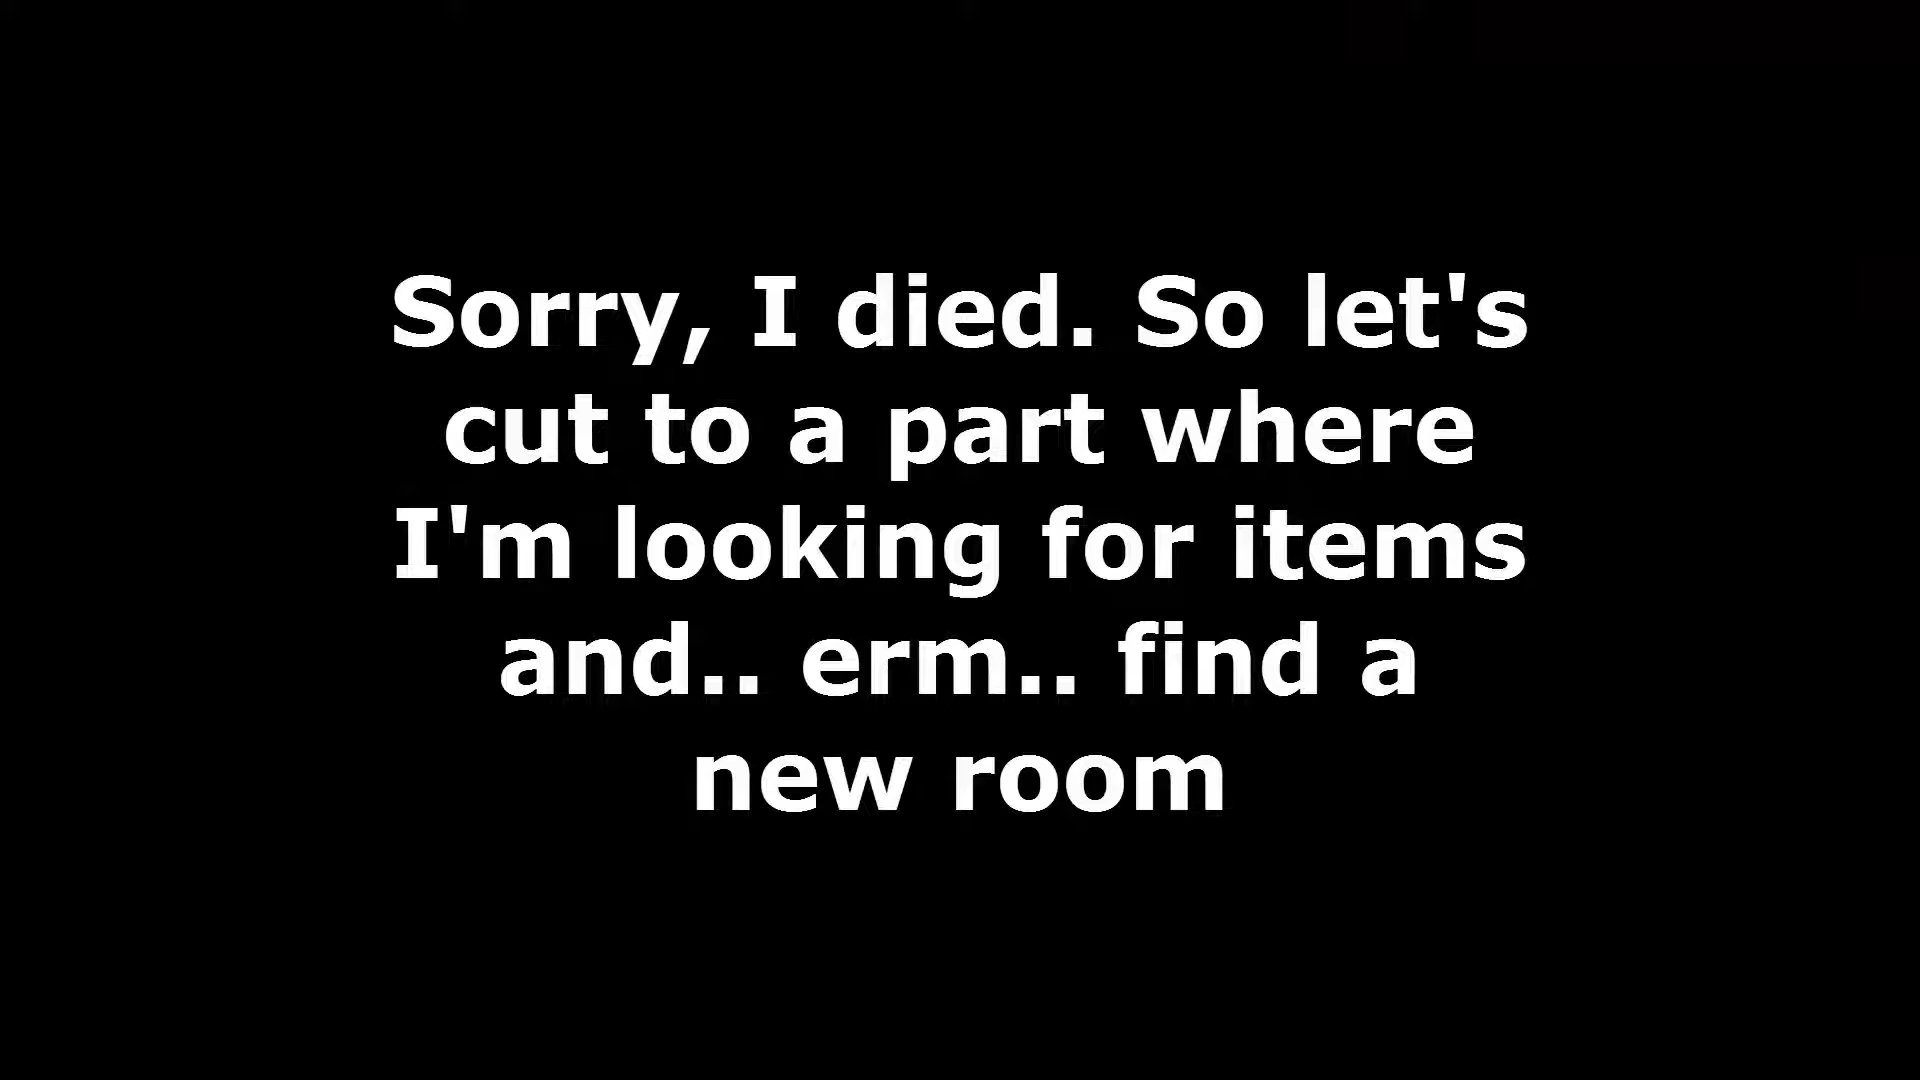 Sorry, I died. So let's
cut to a part where
I'm looking for items
and.. erm.. find a
new room